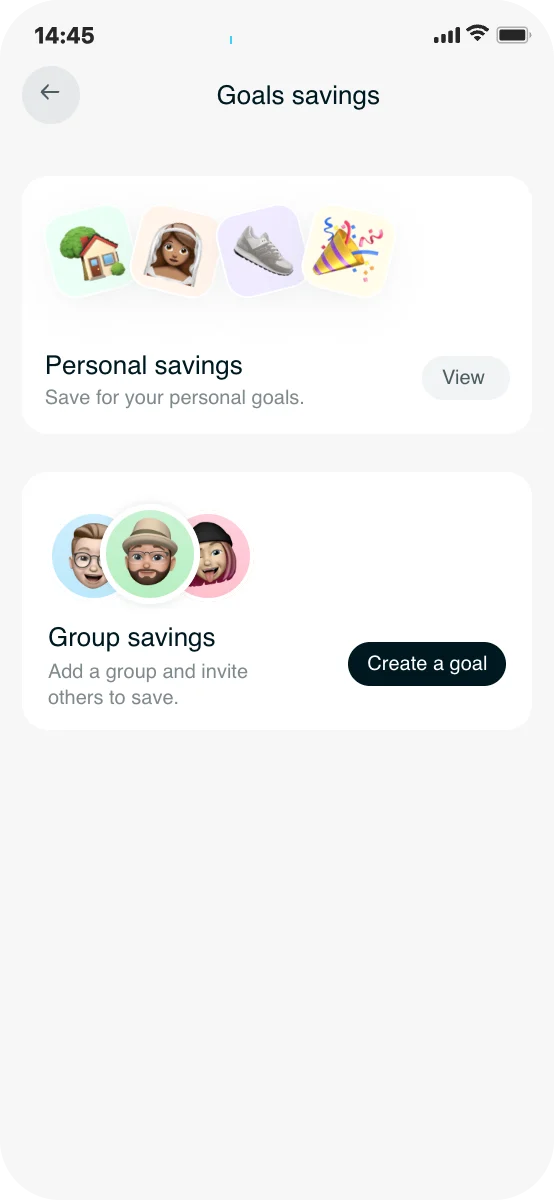 14:45
Goals savings
Personal savings
Save for your personal goals.
View
Group savings
Add a group and invite
others to save.
Create a goal